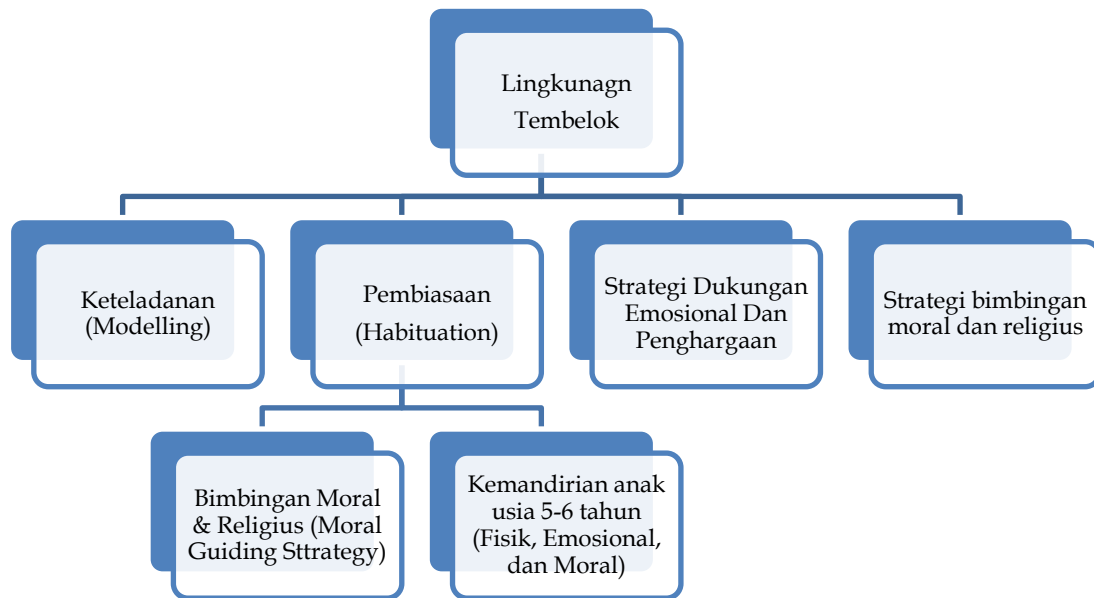 Lingkunagn
Tembelok
Keteladanan
(Modelling)
Pembiasaan
(Habituation)
Strategi Dukungan
Emosional Dan
Penghargaan
Strategi bimbingan
moral dan religius
Bimbingan Moral
& Religius (Moral
Guiding Sttrategy)
Kemandirian anak
usia 5-6 tahun
(Fisik, Emosional,
dan Moral)